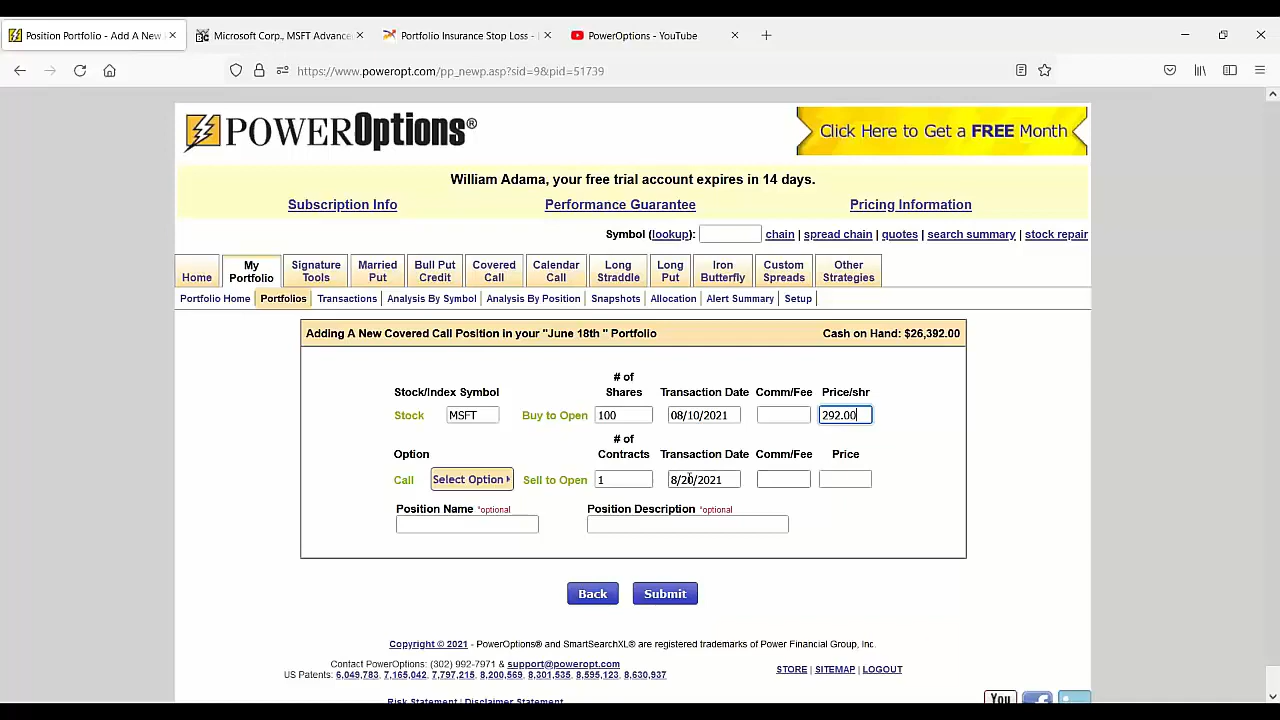 Position Portfolio - Add A New
Microsoft Corp., MSFT Advance
Portfolio Insurance Stop Loss -
PowerOptions - YouTube
https://www.poweropt.com/pp_newp.asp?sid=9&pid=51739
POWEROptions®
Click Here to Get a FREE Month
William Adama, your free trial account expires in 14 days.
Subscription Info Performance Guarantee Pricing Information
Symbol (lookup): chain | spread chain | quotes | search summary | stock repair
Home
My Portfolio
Signature Tools
Married Put
Bull Put Credit
Covered Call
Calendar Call
Long Straddle
Long Put
Iron Butterfly
Custom Spreads
Other Strategies
Portfolio Home | Portfolios | Transactions | Analysis By Symbol | Analysis By Position | Snapshots | Allocation | Alert Summary | Setup |
Adding A New Covered Call Position in your "June 18th " Portfolio Cash on Hand: $26,392.00
# of
Stock/Index Symbol Shares Transaction Date Comm/Fee Price/shr
Stock MSFT Buy to Open 100 08/10/2021 292.00
# of
Option Contracts Transaction Date Comm/Fee Price
Call Select Option Sell to Open 1 8/20/2021
Position Name *optional Position Description *optional
Back Submit
Copyright © 2021 - PowerOptions® and SmartSearchXL® are registered trademarks of Power Financial Group, Inc.
Contact PowerOptions: (302) 992-7971 & support@poweropt.com
STORE | SITEMAP | LOGOUT
US Patents: 6,049,783, 7,165,042, 7,797,215, 8,200,569, 8,301,535, 8,595,123, 8,630,937
Risk Statement | Disclaimer Statement
You